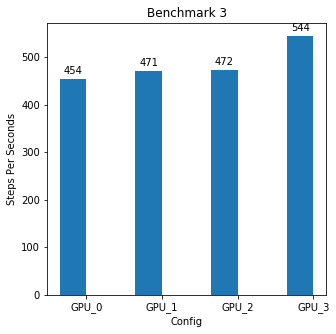 Benchmark 3
544
454
471
472
500
400
300
200
100
0
Steps Per Seconds
GPU_0
GPU_1
GPU_2
GPU_3
Config